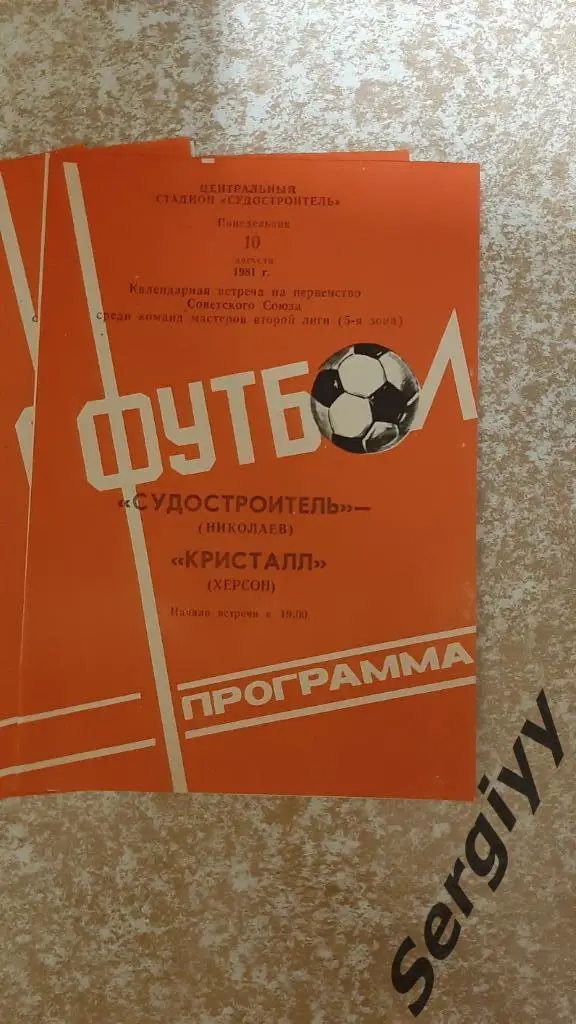 ЦЕНТРАЛЬНЫЙ
СТАДИОН «СУДОСТРОИТЕЛЬ»
Понедельник
10
августа
1981 г.
Календарная встреча на первенство
Советского Союза
среди команд мастеров второй лиги (5-я зона)
ФУТБОЛ
«СУДОСТРОИТЕЛЬ»—
(НИКОЛАЕВ)
«КРИСТАЛЛ»
(ХЕРСОН)
Начало встречи в 19.00
ПРОГРАММА
Sergiyy